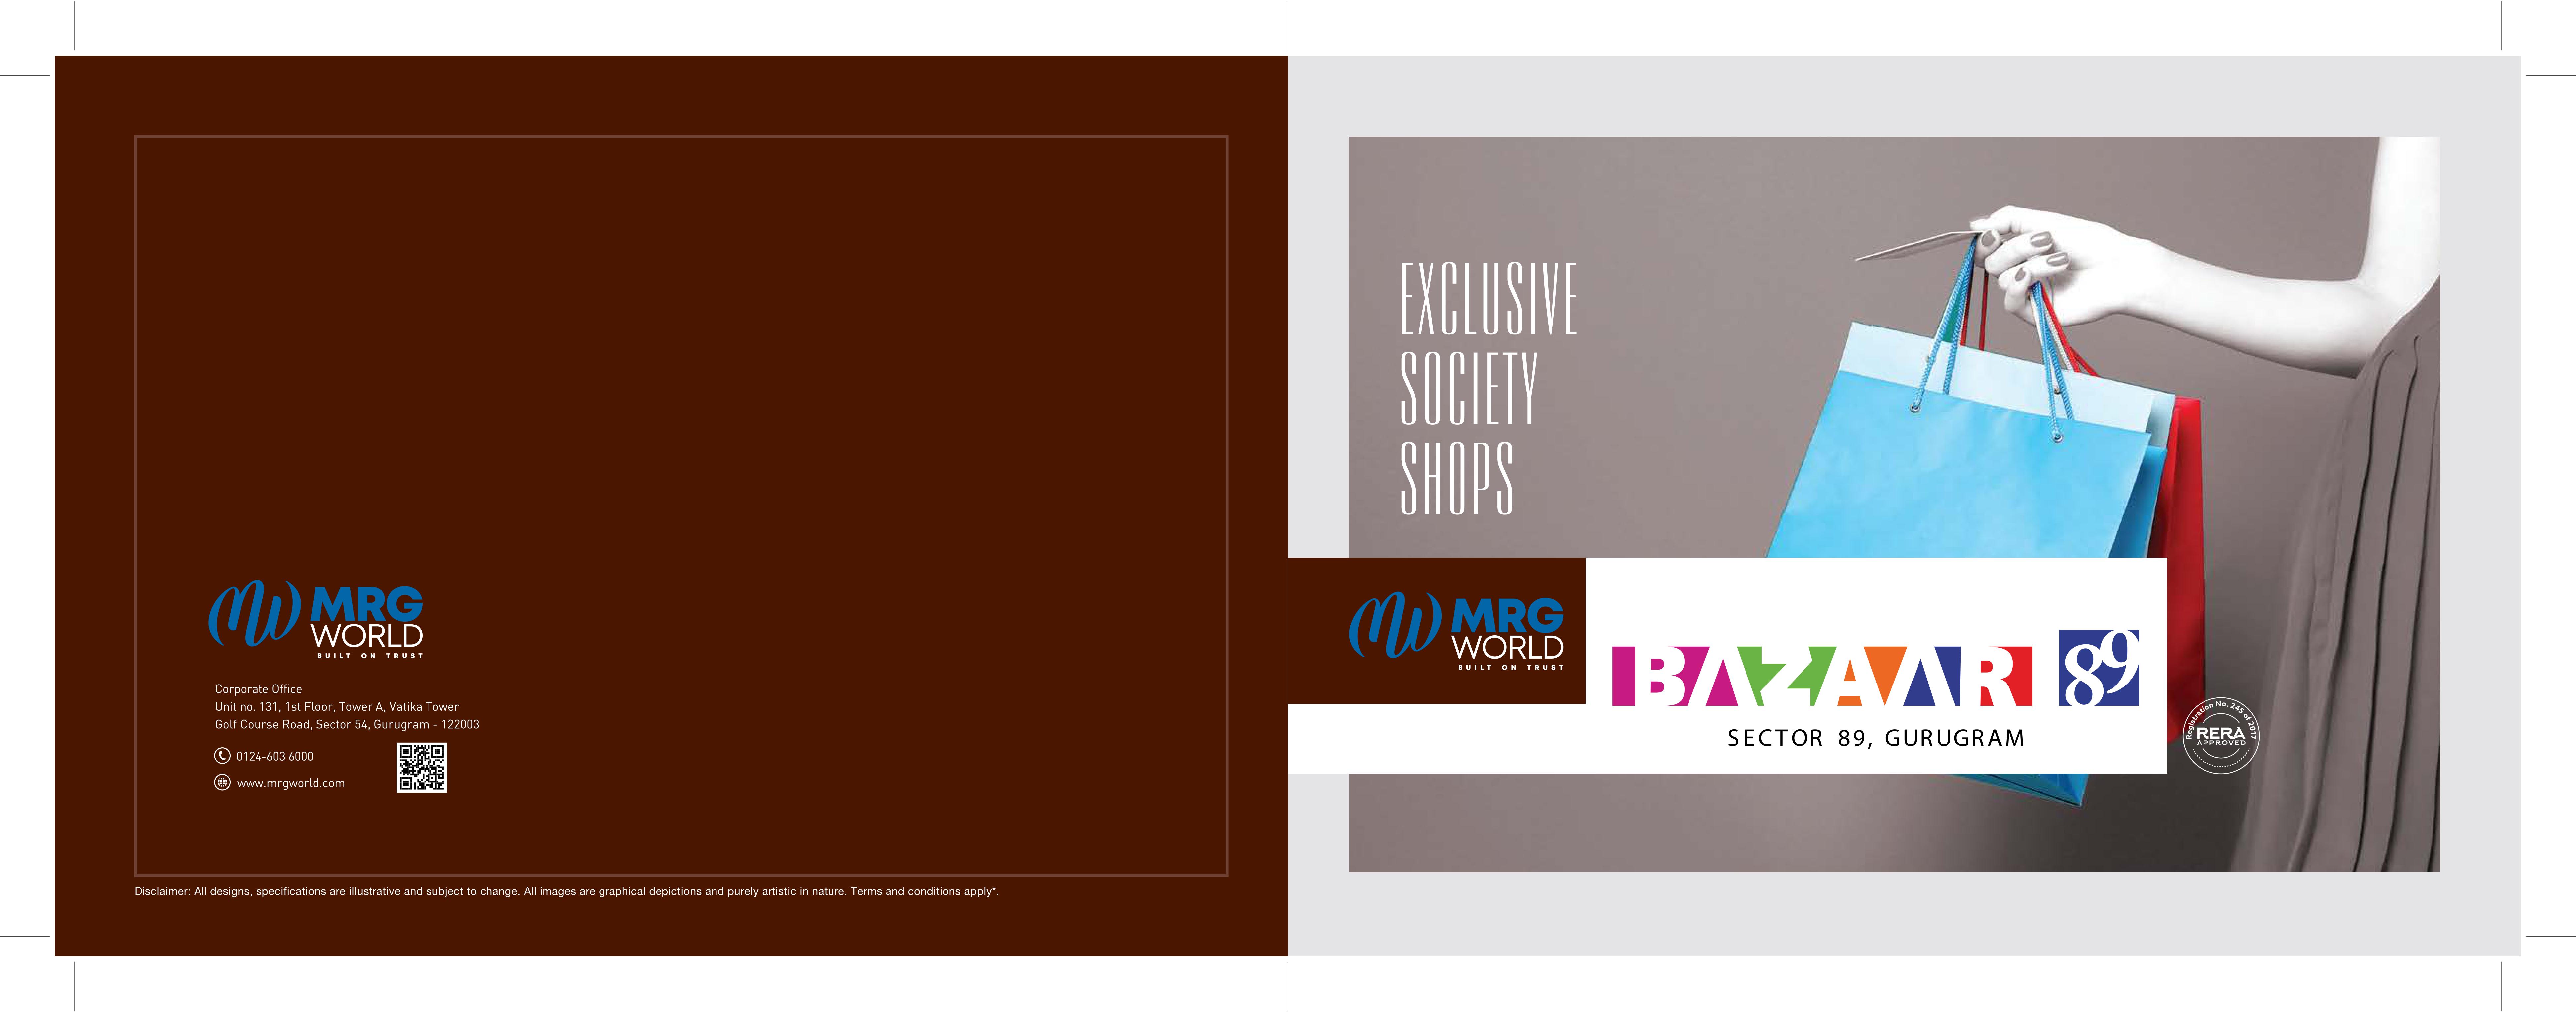 MRG
WORLD
BUILT ON TRUST
Corporate Office
Unit no. 131, 1st Floor, Tower A, Vatika Tower
Golf Course Road, Sector 54, Gurugram - 122003
0124-603 6000
www.mrgworld.com
Disclaimer: All designs, specifications are illustrative and subject to change. All images are graphical depictions and purely artistic in nature. Terms and conditions apply*.
EXCLUSIVE
SOCIETY
SHOPS
MRG
WORLD
BUILT ON TRUST
BAZAAR 89
SECTOR 89, GURUGRAM
Registration No. 245 of 2017
RERA
APPROVED